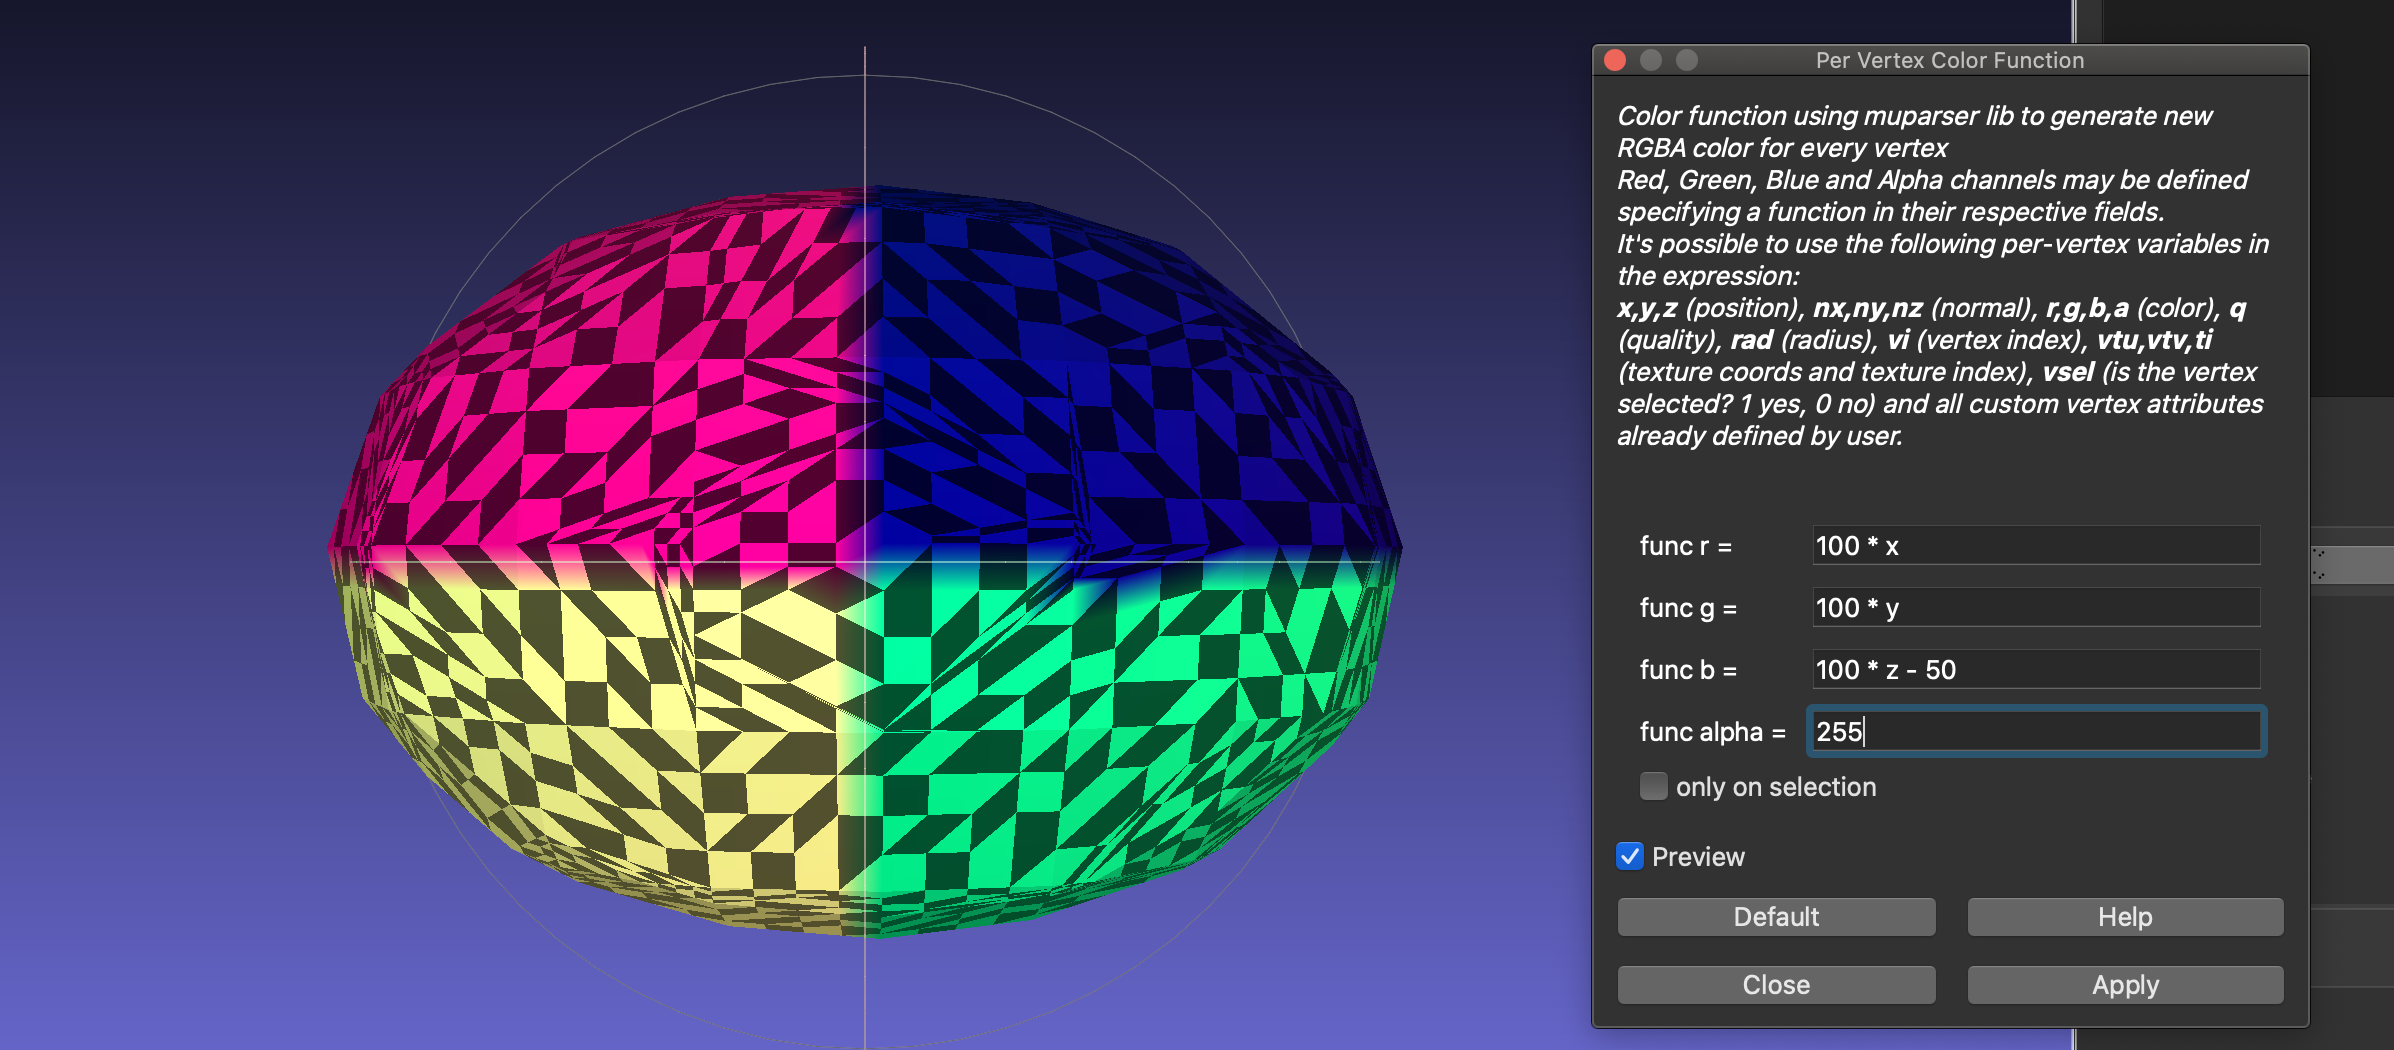 Per Vertex Color Function
Color function using muparser lib to generate new
RGBA color for every vertex
Red, Green, Blue and Alpha channels may be defined
specifying a function in their respective fields.
It's possible to use the following per-vertex variables in
the expression:
x,y,z (position), nx,ny,nz (normal), r,g,b,a (color), q
(quality), rad (radius), vi (vertex index), vtu,vtv,ti
(texture coords and texture index), vsel (is the vertex
selected? 1 yes, 0 no) and all custom vertex attributes
already defined by user.
func r = 100 * x
func g = 100 * y
func b = 100 * z - 50
func alpha = 255
only on selection
Preview
Default Help
Close Apply